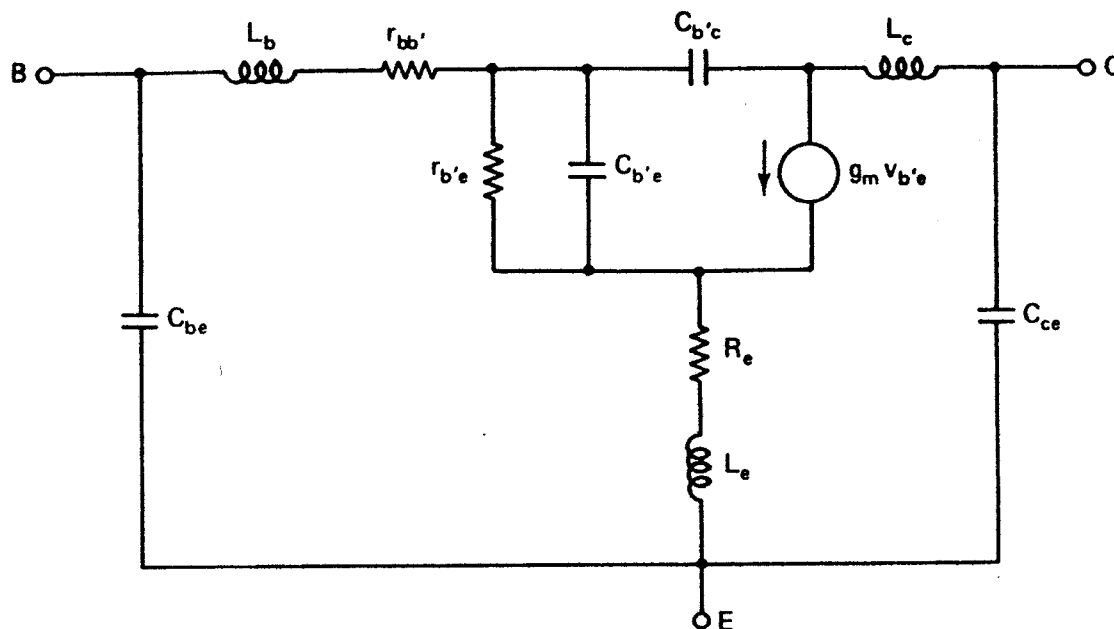 B
L_b
r_bb'
C_b'c
L_c
C
r_b'e
C_b'e
g_m v_b'e
C_be
C_ce
R_e
L_e
E